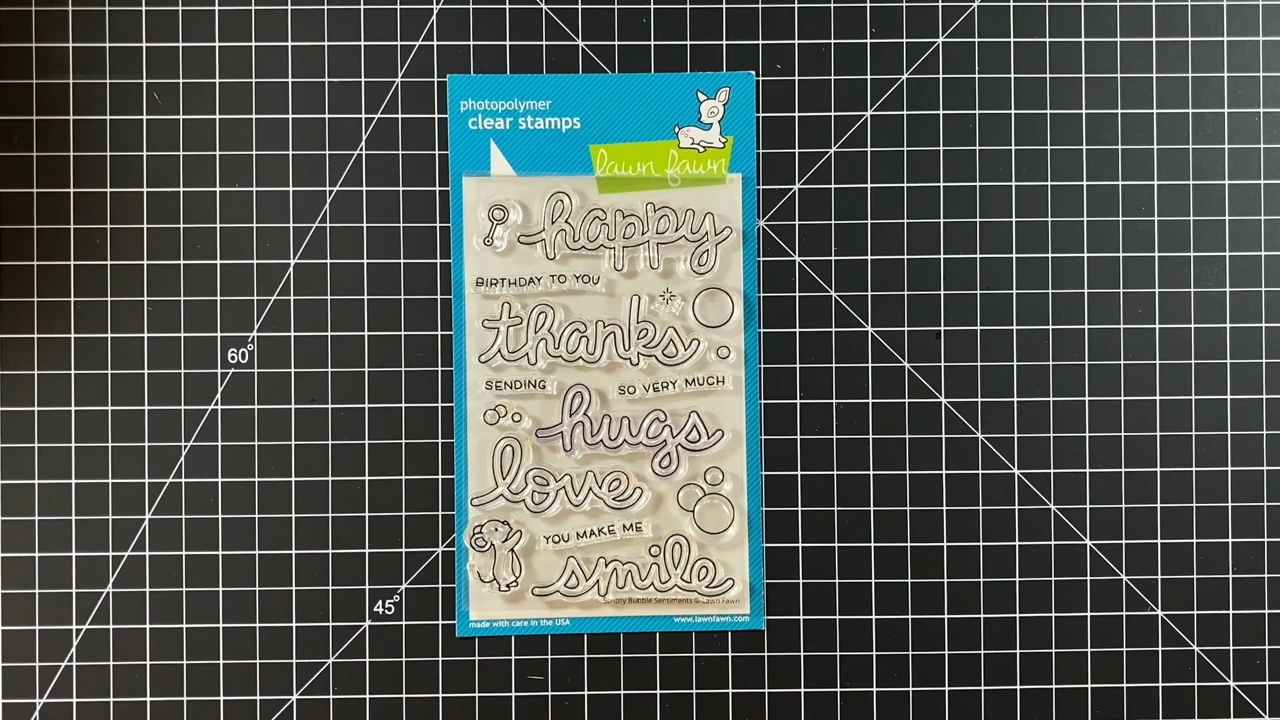 photopolymer
clear stamps
lawn fawn
happy
BIRTHDAY TO YOU
thanks
SENDING
SO VERY MUCH
hugs
love
YOU MAKE ME
smile
Scripty Bubble Sentiments © Lawn Fawn
made with care in the USA
www.lawnfawn.com
60°
45°